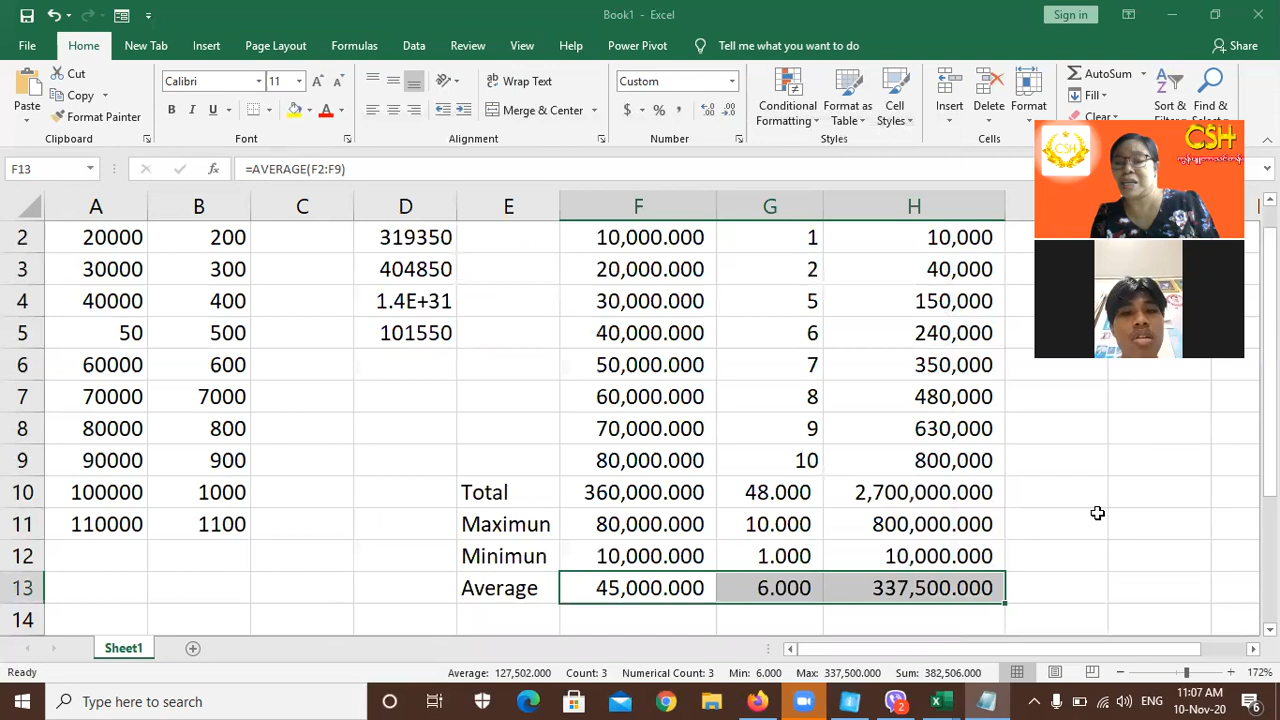 Book1 - Excel
Sign in
File Home New Tab Insert Page Layout Formulas Data Review View Help Power Pivot Tell me what you want to do Share
Paste Cut Copy Format Painter
Clipboard
Calibri 11
B I U
Font
Wrap Text
Merge & Center
Alignment
Custom
$ % ,
Number
Conditional Formatting
Format as Table
Cell Styles
Styles
Insert Delete Format
Cells
AutoSum
Fill
Clear
Sort &
Find &
CSH
CSH
F13 fx =AVERAGE(F2:F9)
A B C D E F G H
2 20000 200 319350 10,000.000 1 10,000
3 30000 300 404850 20,000.000 2 40,000
4 40000 400 1.4E+31 30,000.000 5 150,000
5 50 500 101550 40,000.000 6 240,000
6 60000 600 50,000.000 7 350,000
7 70000 7000 60,000.000 8 480,000
8 80000 800 70,000.000 9 630,000
9 90000 900 80,000.000 10 800,000
10 100000 1000 Total 360,000.000 48.000 2,700,000.000
11 110000 1100 Maximun 80,000.000 10.000 800,000.000
12 Minimun 10,000.000 1.000 10,000.000
13 Average 45,000.000 6.000 337,500.000
14
Sheet1
Ready Average: 127,502.000 Count: 3 Numerical Count: 3 Min: 6.000 Max: 337,500.000 Sum: 382,506.000 172%
Type here to search
2
ENG
11:07 AM
10-Nov-20
6